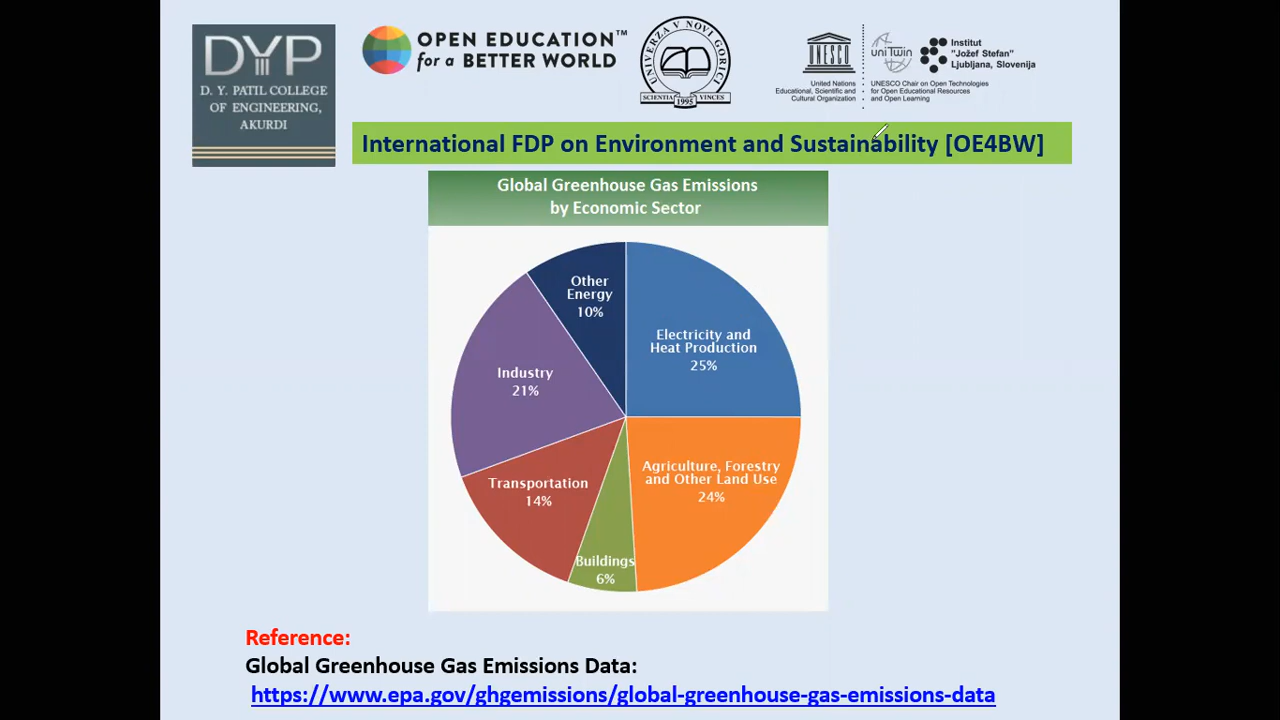 DYP
D. Y. PATIL COLLEGE
OF ENGINEERING,
AKURDI
OPEN EDUCATION™
for a BETTER WORLD
UNIVERZA V NOVI GORICI
SCIENTIA VINCES
1995
UNESCO
United Nations
Educational, Scientific and
Cultural Organization
uniTwin
Institut
"Jožef Stefan"
Ljubljana, Slovenija
UNESCO Chair on Open Technologies
for Open Educational Resources
and Open Learning
International FDP on Environment and Sustainability [OE4BW]
Global Greenhouse Gas Emissions
by Economic Sector
Other
Energy
10%
Electricity and
Heat Production
25%
Industry
21%
Agriculture, Forestry
and Other Land Use
24%
Transportation
14%
Buildings
6%
Reference:
Global Greenhouse Gas Emissions Data:
https://www.epa.gov/ghgemissions/global-greenhouse-gas-emissions-data